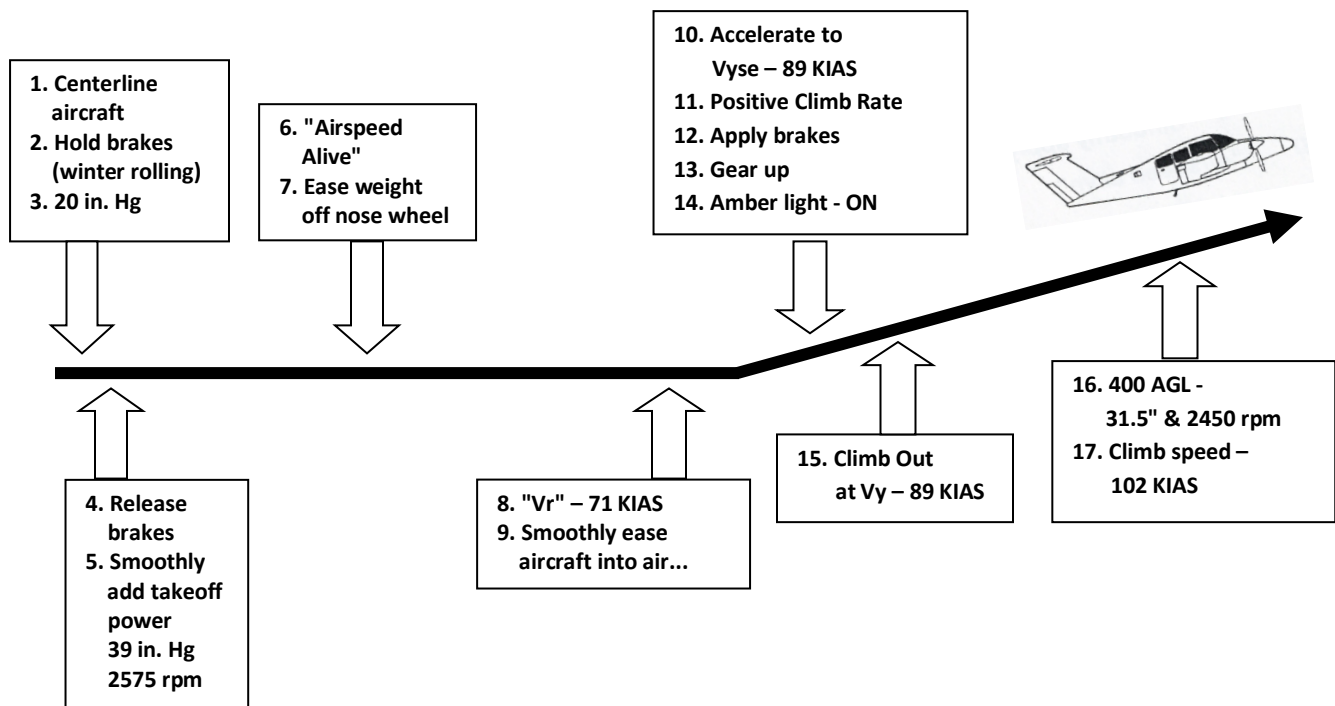 1. Centerline
aircraft
2. Hold brakes
(winter rolling)
3. 20 in. Hg
4. Release
brakes
5. Smoothly
add takeoff
power
39 in. Hg
2575 rpm
6. "Airspeed
Alive"
7. Ease weight
off nose wheel
8. "Vr" – 71 KIAS
9. Smoothly ease
aircraft into air...
10. Accelerate to
Vyse – 89 KIAS
11. Positive Climb Rate
12. Apply brakes
13. Gear up
14. Amber light - ON
15. Climb Out
at Vy – 89 KIAS
16. 400 AGL -
31.5" & 2450 rpm
17. Climb speed –
102 KIAS